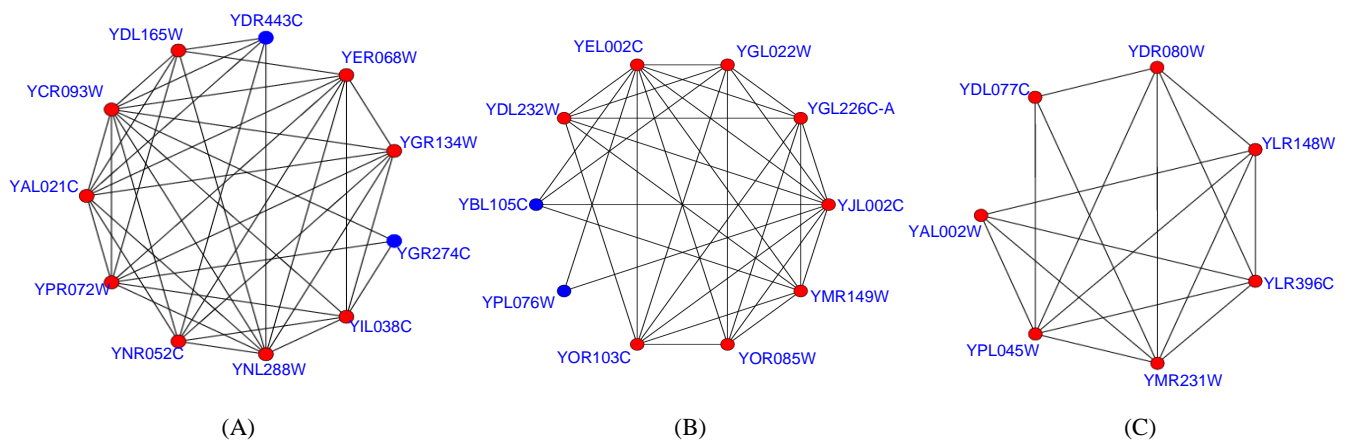 YDR443C
YDL165W
YER068W
YCR093W
YGR134W
YAL021C
YGR274C
YPR072W
YIL038C
YNR052C
YNL288W
(A)
YEL002C
YGL022W
YDL232W
YGL226C-A
YBL105C
YJL002C
YPL076W
YMR149W
YOR103C
YOR085W
(B)
YDR080W
YDL077C
YLR148W
YAL002W
YLR396C
YPL045W
YMR231W
(C)